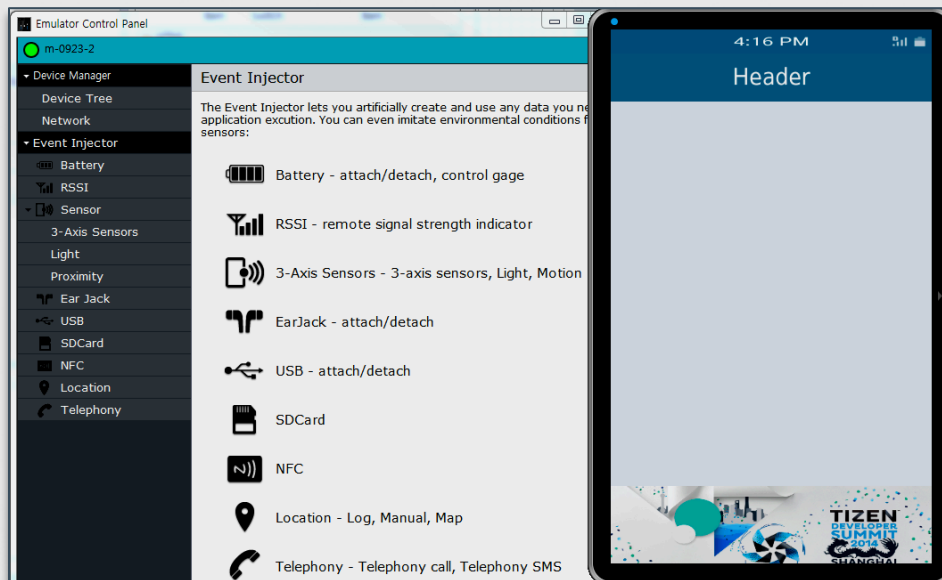 Emulator Control Panel
m-0923-2
Device Manager
Device Tree
Network
Event Injector
Battery
RSSI
Sensor
3-Axis Sensors
Light
Proximity
Ear Jack
USB
SDCard
NFC
Location
Telephony
Event Injector
The Event Injector lets you artificially create and use any data you ne
application excution. You can even imitate environmental conditions f
sensors:
Battery - attach/detach, control gage
RSSI - remote signal strength indicator
3-Axis Sensors - 3-axis sensors, Light, Motion
EarJack - attach/detach
USB - attach/detach
SDCard
NFC
Location - Log, Manual, Map
Telephony - Telephony call, Telephony SMS
4:16 PM
Header
TIZEN
DEVELOPER
SUMMIT
2014
SHANGHAI